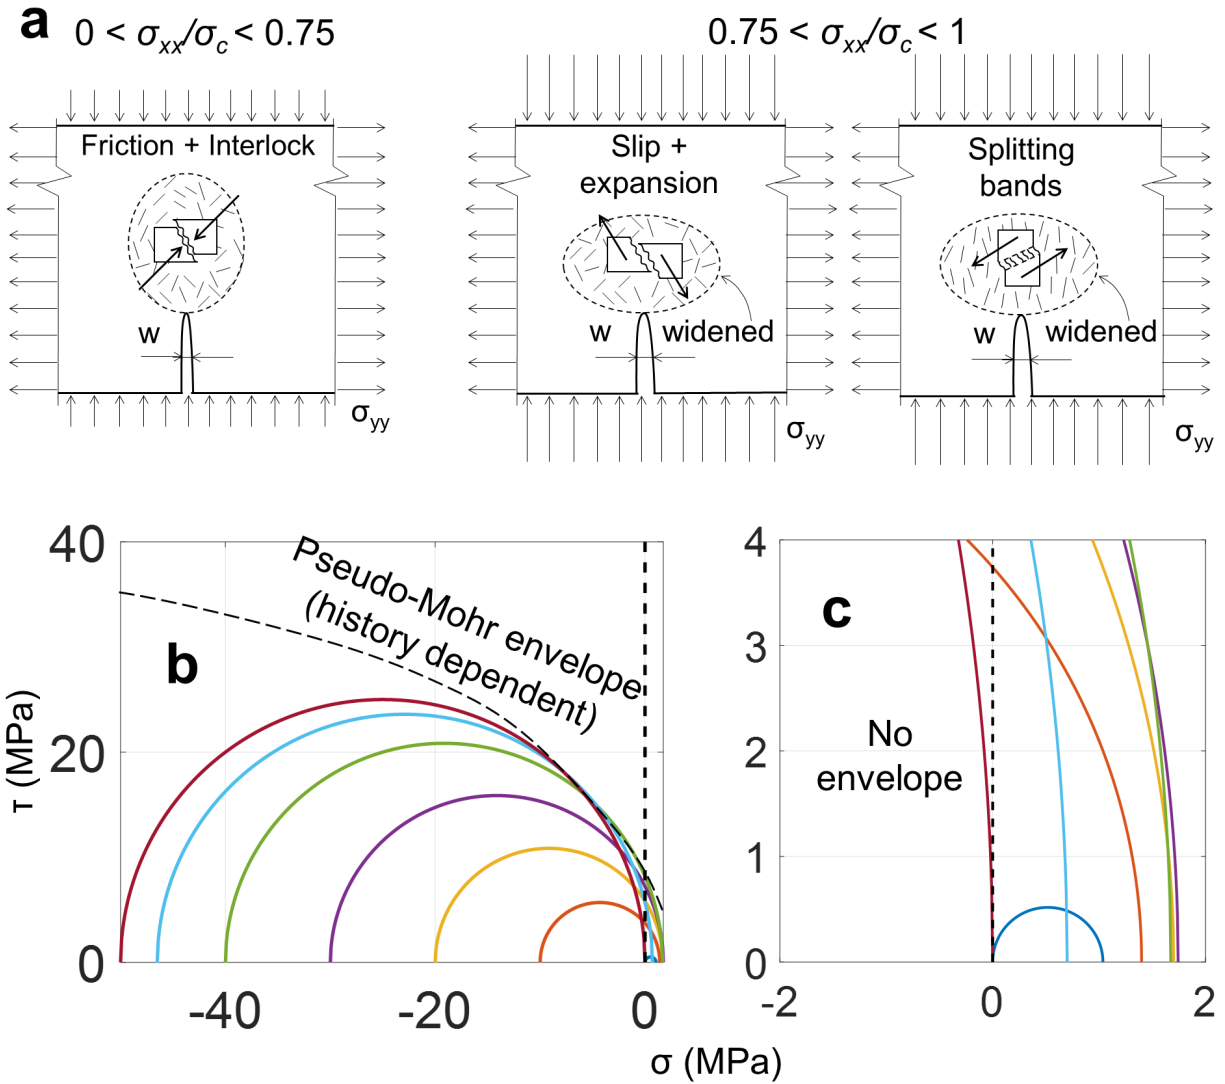 a
0 < σxx/σc < 0.75
0.75 < σxx/σc < 1
Friction + Interlock
w
σyy
Slip +
expansion
w
widened
σyy
Splitting
bands
w
widened
σyy
b
Pseudo-Mohr envelope
(history dependent)
40
20
0
-40
-20
0
τ (MPa)
c
No
envelope
4
3
2
1
0
-2
0
2
σ (MPa)